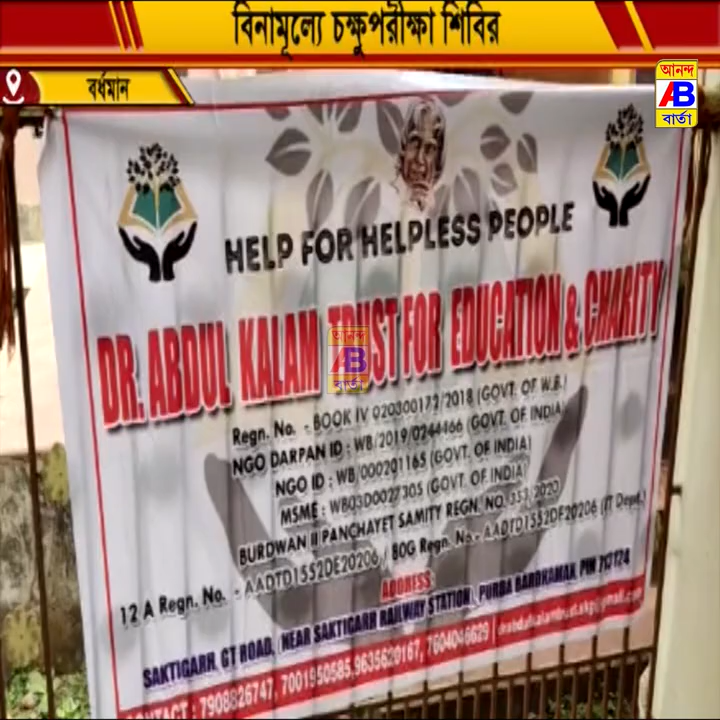 বিনামূল্যে চক্ষুপরীক্ষা শিবির
বর্ধমান
আনন্দ
AB
বার্তা
HELP FOR HELPLESS PEOPLE
DR. ABDUL KALAM TRUST FOR EDUCATION & CHARITY
আনন্দ
AB
বার্তা
Regn. No. - BOOK IV 020300172/2018 (GOVT. OF W.B.)
NGO DARPAN ID : WB/2019/0244466 (GOVT. OF INDIA)
NGO ID : WB/000201165 (GOVT. OF INDIA)
MSME : WB03D0027305 (GOVT. OF INDIA)
BURDWAN II PANCHAYET SAMITY REGN. NO. 353/2020
12 A Regn. No. - AADTD1552DE20206 / 80G Regn. No.- AADTD1552DF20206 (IT Dept.)
ADDRESS:
SAKTIGARH, GT ROAD, (NEAR SAKTIGARH RAILWAY STATION), PURBA BARDHAMAN, PIN 713124
CONTACT : 7908826747, 7001950585, 9635620167, 7604046629 |